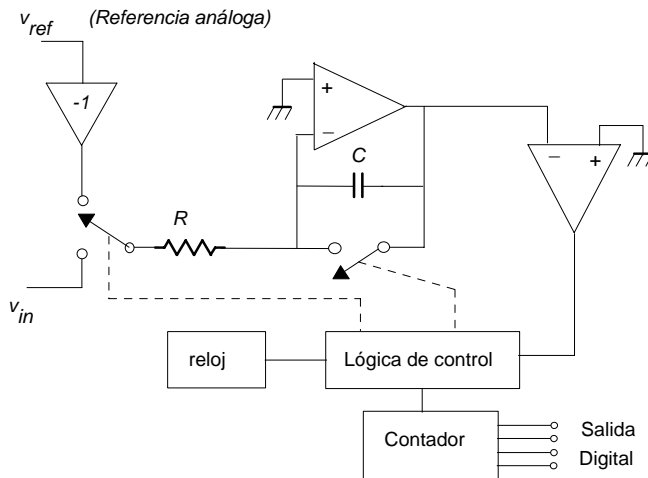 v_ref (Referencia análoga)
-1
+
−
C
− +
R
v_in
reloj
Lógica de control
Contador
Salida
Digital